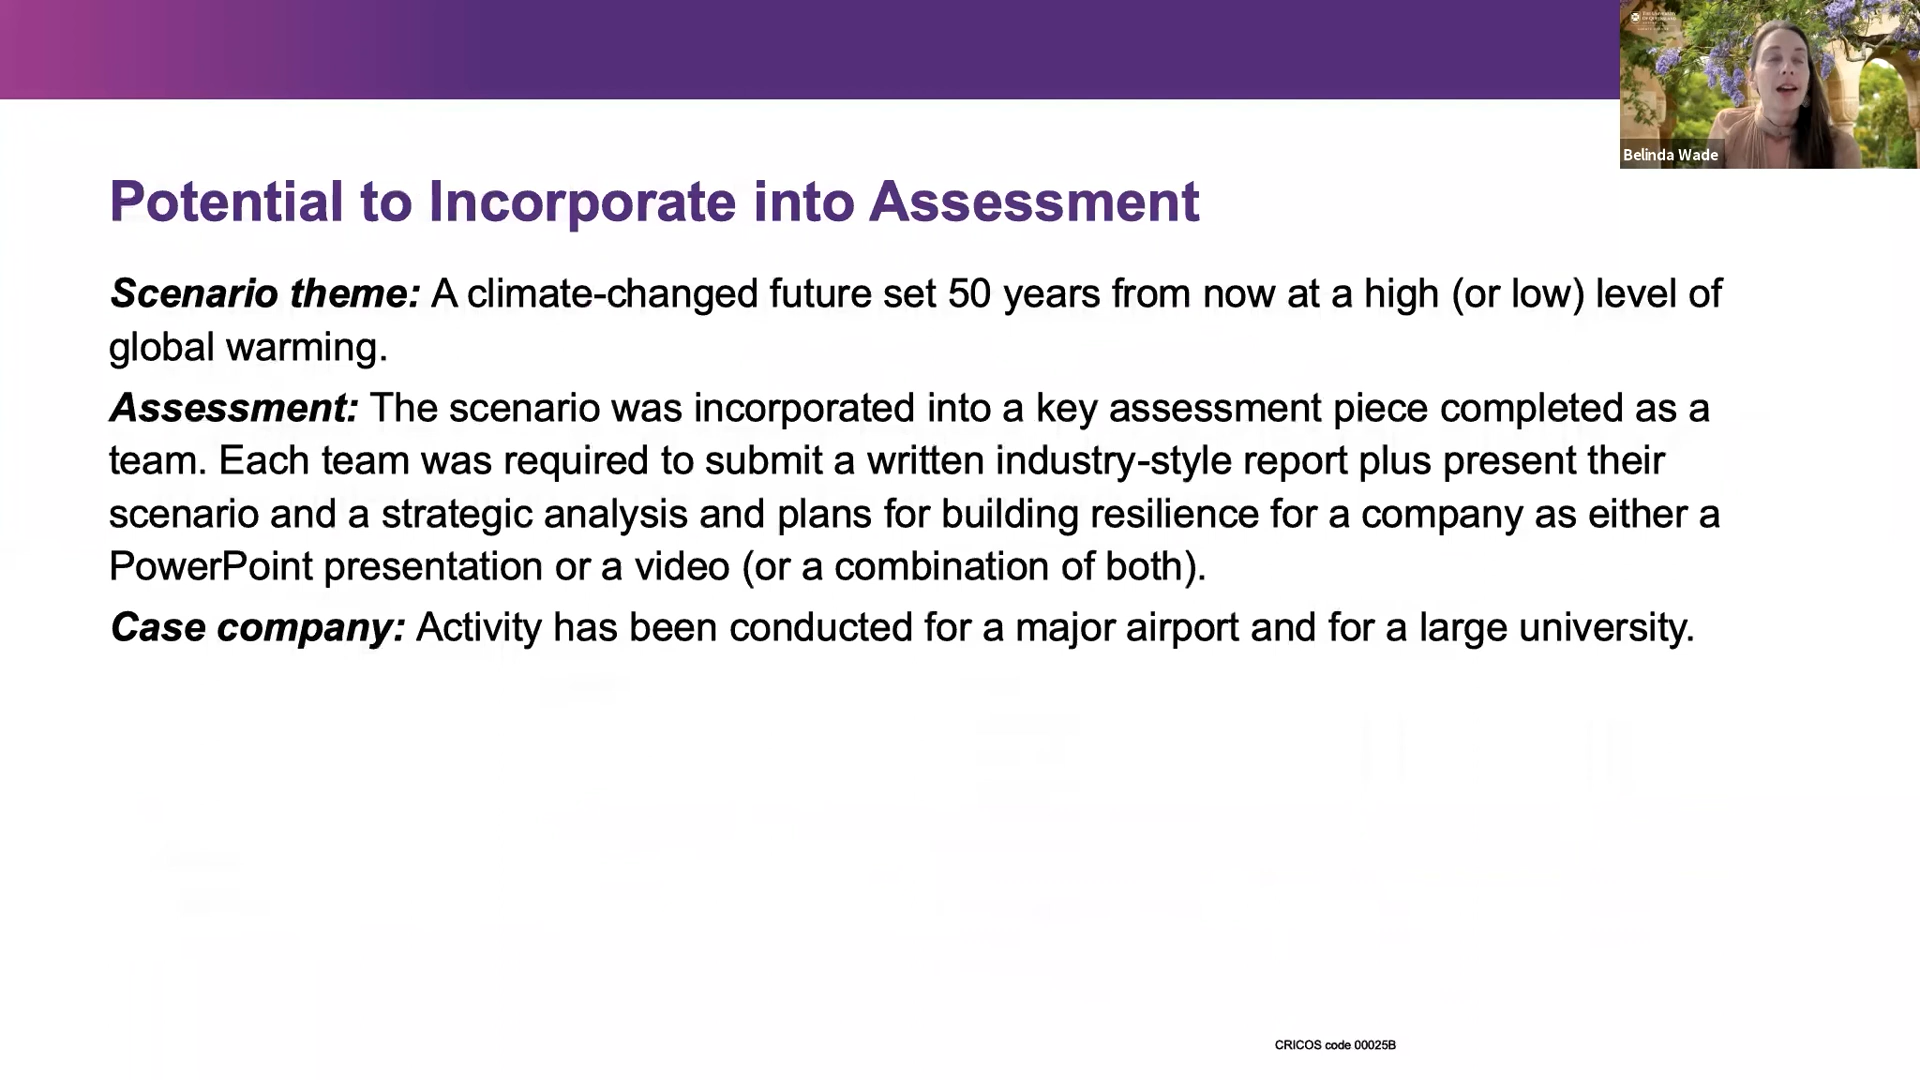 Belinda Wade
Potential to Incorporate into Assessment
Scenario theme: A climate-changed future set 50 years from now at a high (or low) level of
global warming.
Assessment: The scenario was incorporated into a key assessment piece completed as a
team. Each team was required to submit a written industry-style report plus present their
scenario and a strategic analysis and plans for building resilience for a company as either a
PowerPoint presentation or a video (or a combination of both).
Case company: Activity has been conducted for a major airport and for a large university.
CRICOS code 00025B